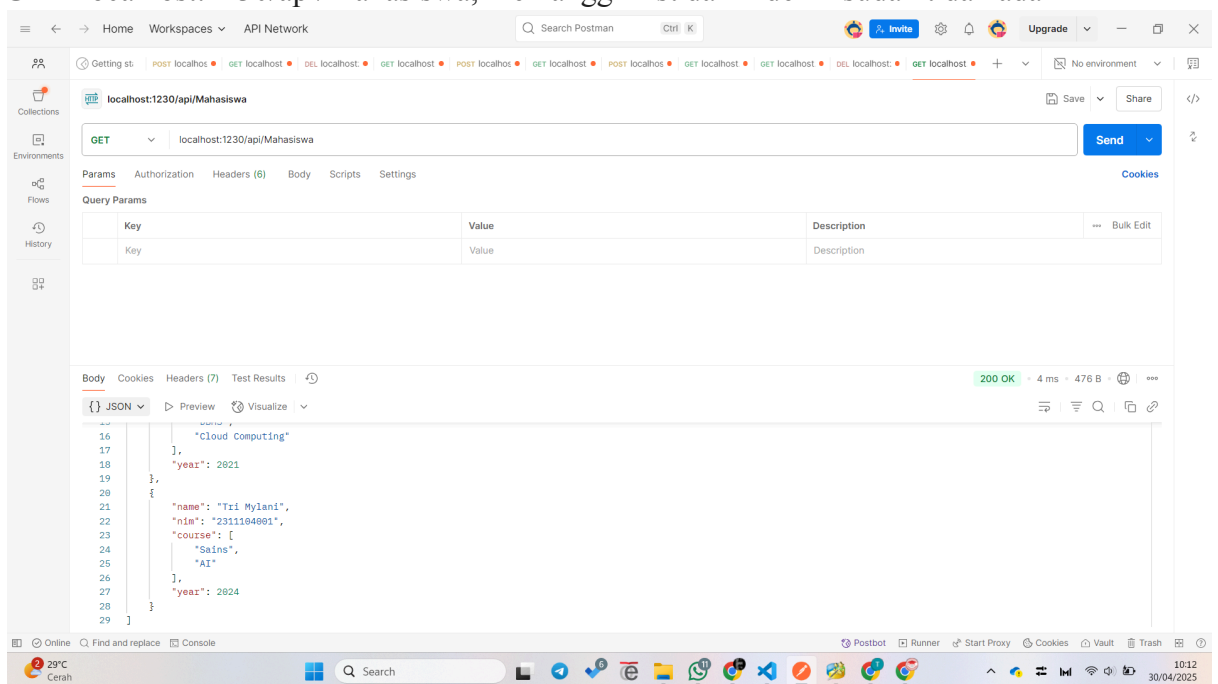 Home Workspaces API Network Search Postman Ctrl K Invite Upgrade
Getting st POST localhos GET localhost DEL localhost: GET localhost POST localhos GET localhost POST localhos GET localhost GET localhost DEL localhost: GET localhost No environment
Collections
Environments
Flows
History
HTTP localhost:1230/api/Mahasiswa Save Share
GET localhost:1230/api/Mahasiswa Send
Params Authorization Headers (6) Body Scripts Settings Cookies
Query Params
Key Value Description Bulk Edit
Key Value Description
Body Cookies Headers (7) Test Results 200 OK 4 ms 476 B
{} JSON Preview Visualize
16 "Cloud Computing"
17 ],
18 "year": 2021
19 },
20 {
21 "name": "Tri Mylani",
22 "nim": "2311104001",
23 "course": [
24 "Sains",
25 "AI"
26 ],
27 "year": 2024
28 }
29 ]
Online Find and replace Console Postbot Runner Start Proxy Cookies Vault Trash
2 29°C
Cerah
Search
10:12
30/04/2025